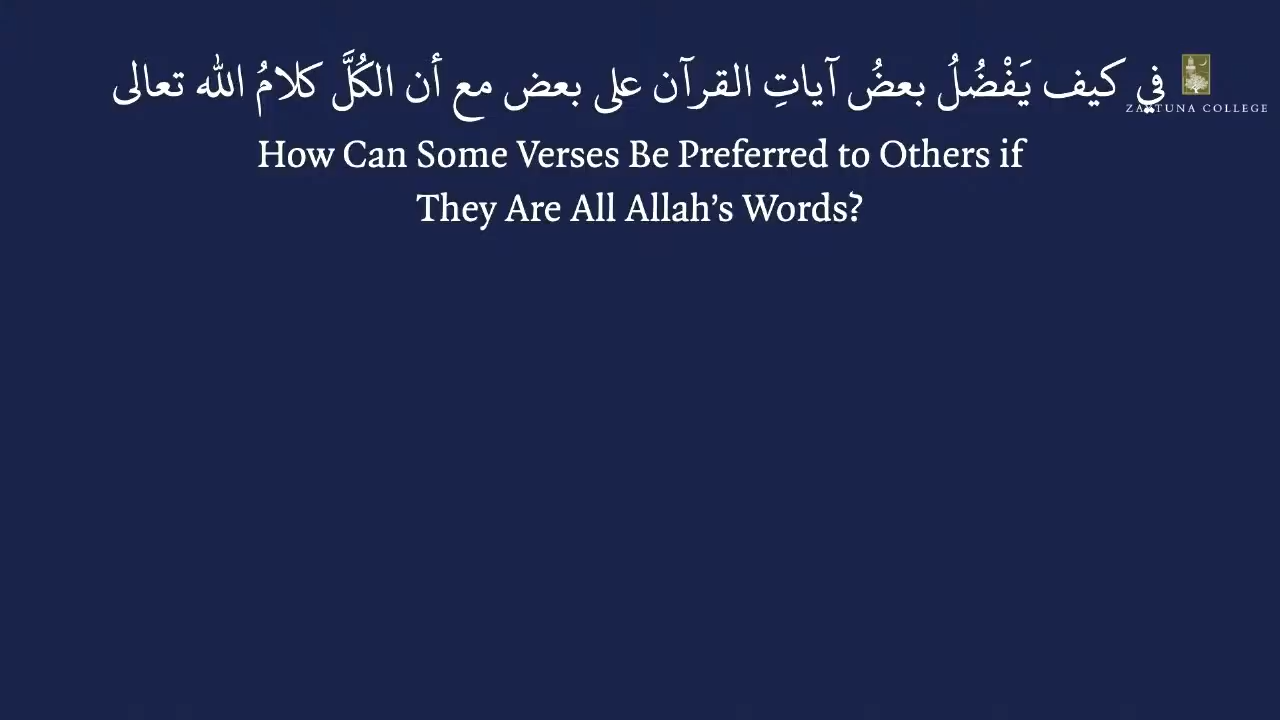 في كيف يَفْضُلُ بعضُ آياتِ القرآن على بعض مع أن الكُلَّ كلامُ الله تعالى
ZAYTUNA COLLEGE
How Can Some Verses Be Preferred to Others if
They Are All Allah’s Words?